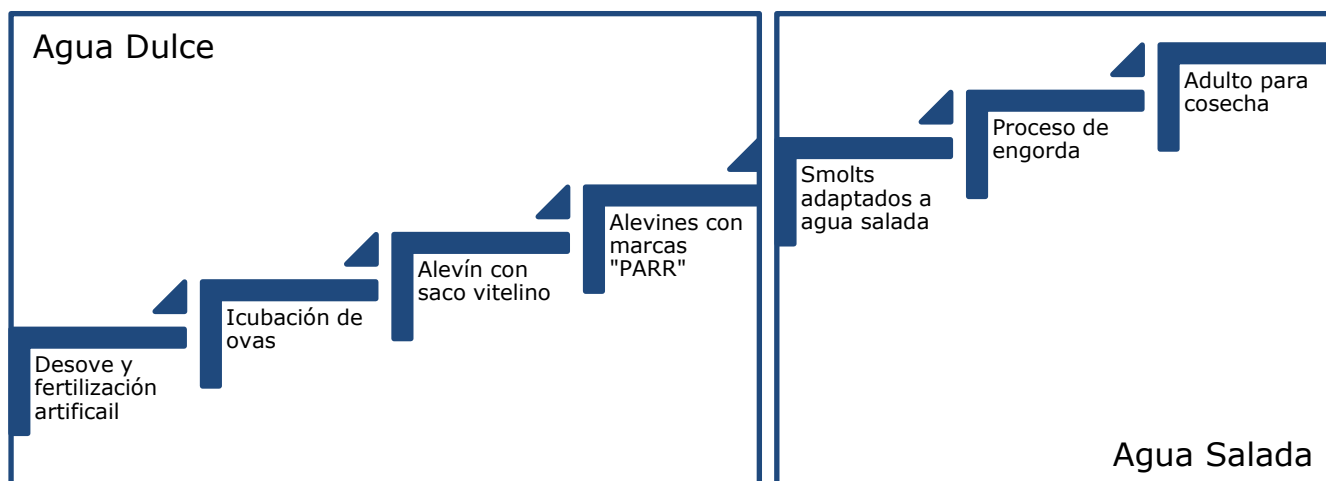 Agua Dulce
Desove y
fertilización
artificail
Icubación de
ovas
Alevín con
saco vitelino
Alevines con
marcas
"PARR"
Smolts
adaptados a
agua salada
Proceso de
engorda
Adulto para
cosecha
Agua Salada